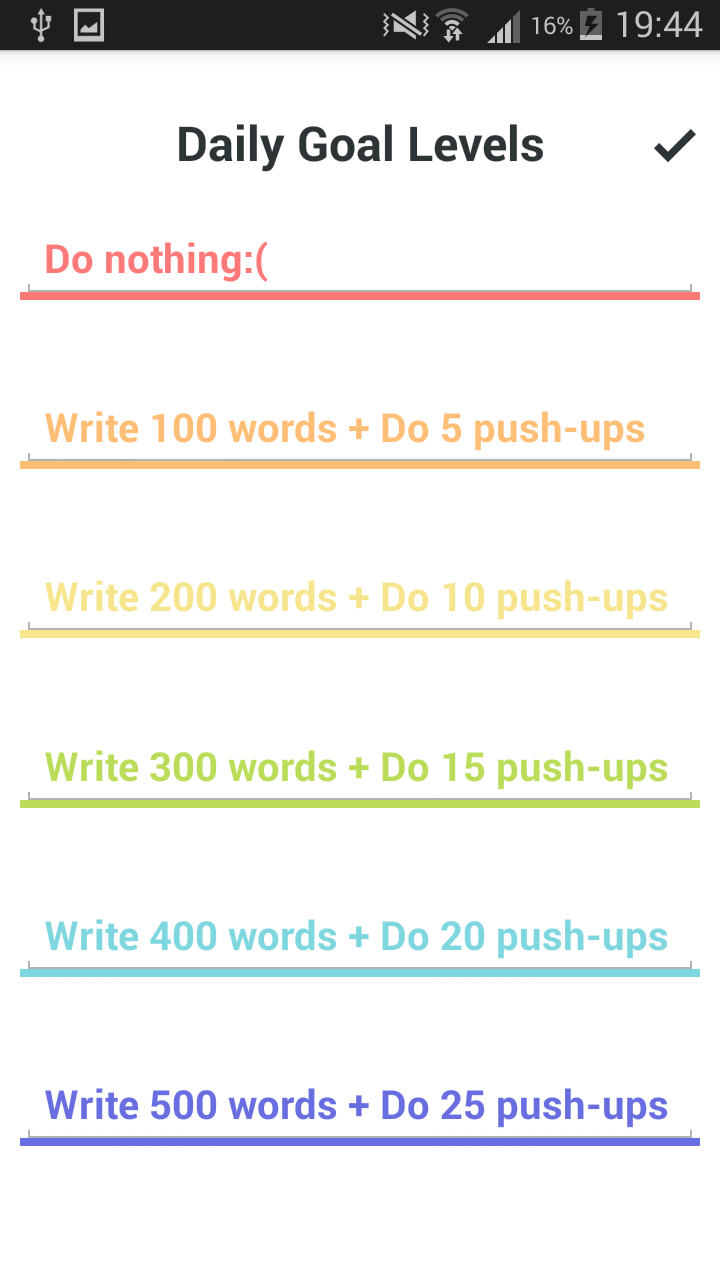 16% 19:44
Daily Goal Levels
Do nothing:(
Write 100 words + Do 5 push-ups
Write 200 words + Do 10 push-ups
Write 300 words + Do 15 push-ups
Write 400 words + Do 20 push-ups
Write 500 words + Do 25 push-ups